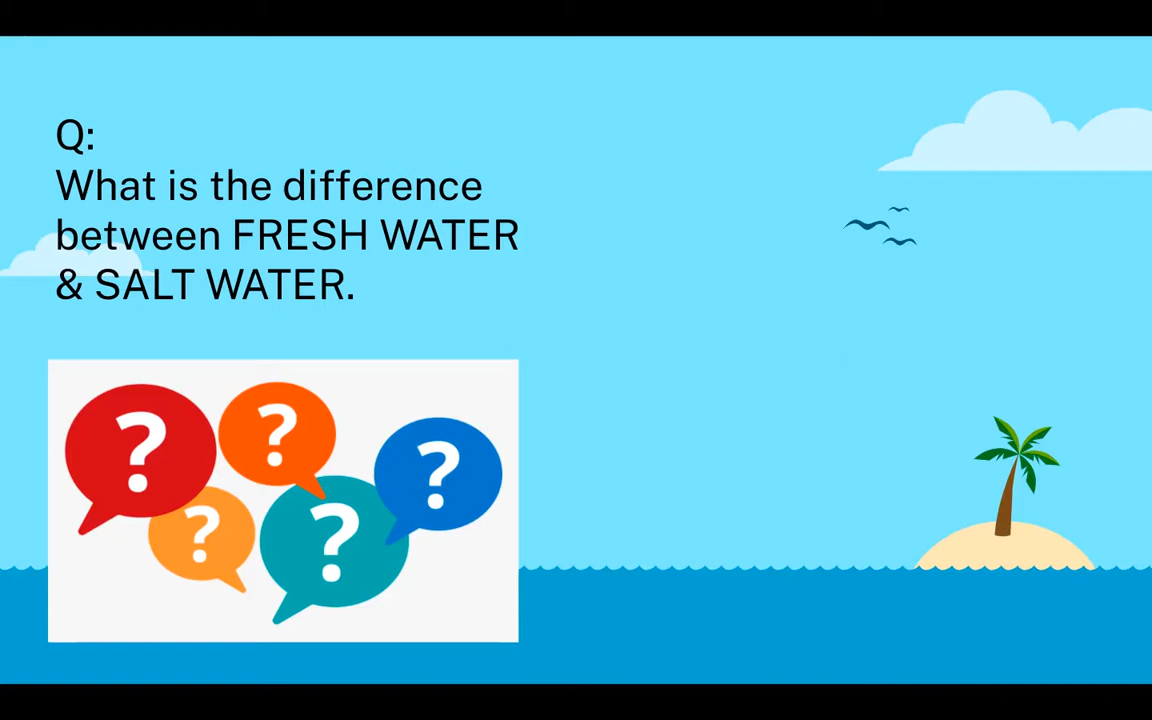 Q:
What is the difference
between FRESH WATER
& SALT WATER.
? ? ?
? ?